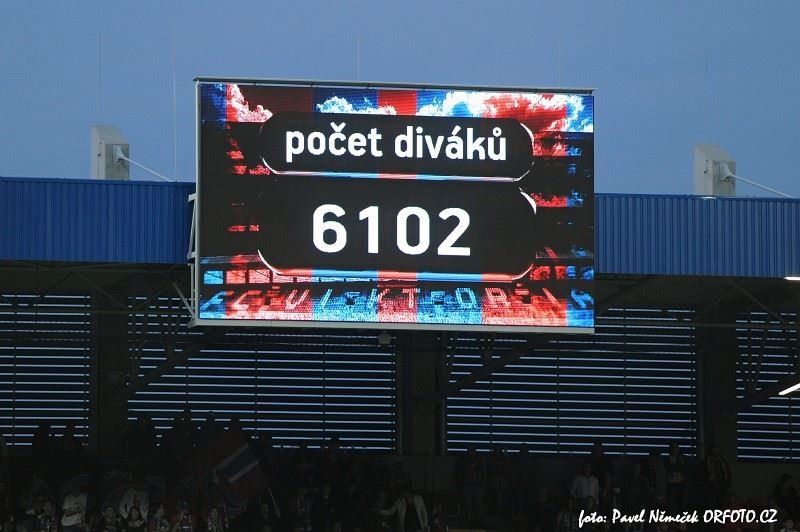 počet diváků
6102
FC VIKTORIA
foto: Pavel Němeček ORFOTO.CZ